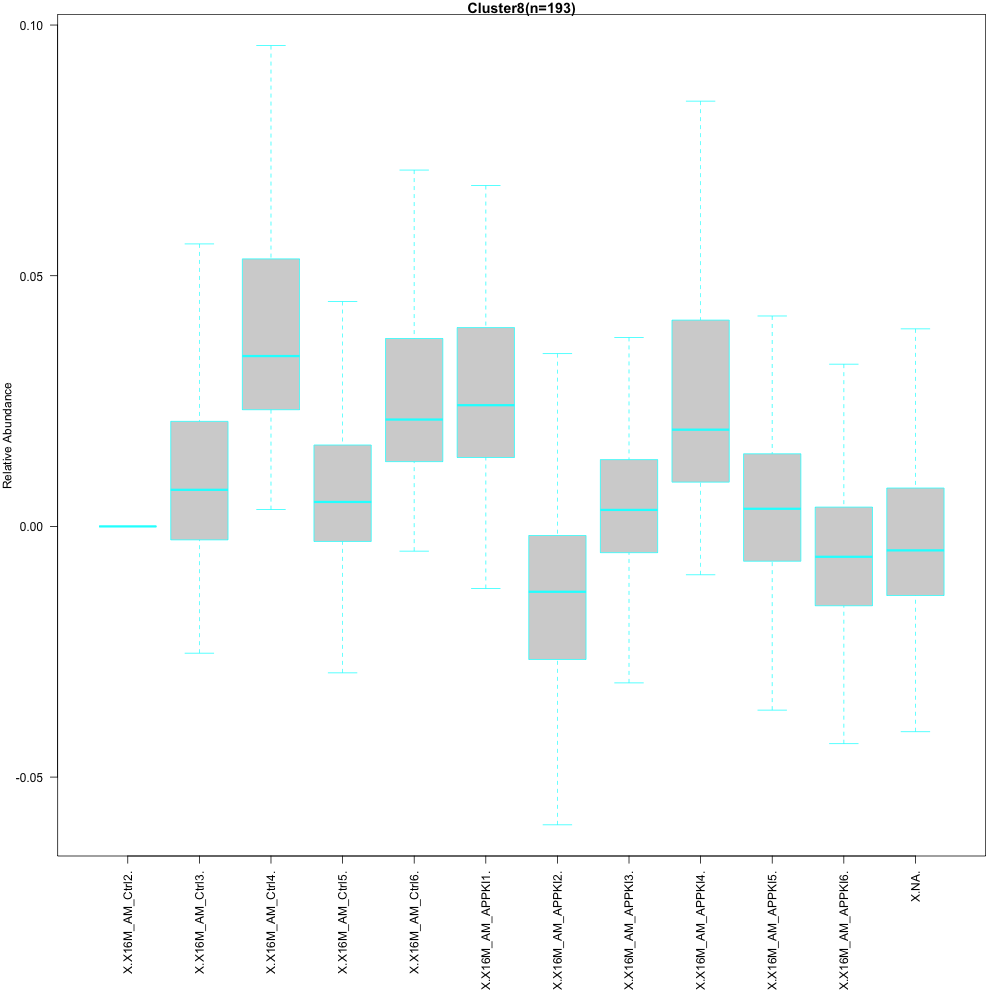 Cluster8(n=193)
0.10
0.05
0.00
-0.05
Relative Abundance
X.X16M_AM_Ctrl2.
X.X16M_AM_Ctrl3.
X.X16M_AM_Ctrl4.
X.X16M_AM_Ctrl5.
X.X16M_AM_Ctrl6.
X.X16M_AM_APPKI1.
X.X16M_AM_APPKI2.
X.X16M_AM_APPKI3.
X.X16M_AM_APPKI4.
X.X16M_AM_APPKI5.
X.X16M_AM_APPKI6.
X.NA.